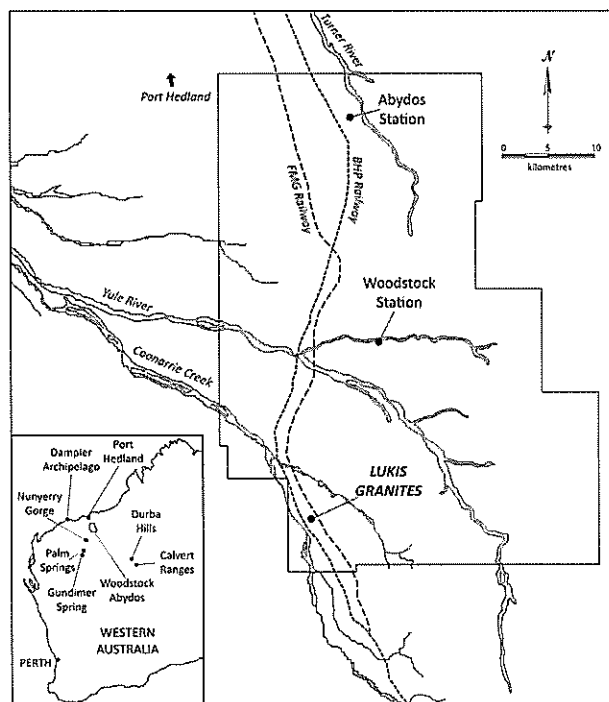 Turner River
N
Port Hedland
Abydos
Station
0 5 10
kilometres
FMG Railway
BHP Railway
Woodstock
Station
Yule River
Coonarrie Creek
LUKIS
GRANITES
Dampler
Archipelago
Port
Hedland
Nunyerry
Gorge
Durba
Hills
Palm
Springs
Calvert
Ranges
Gundimer
Spring
Woodstock
Abydos
WESTERN
AUSTRALIA
PERTH